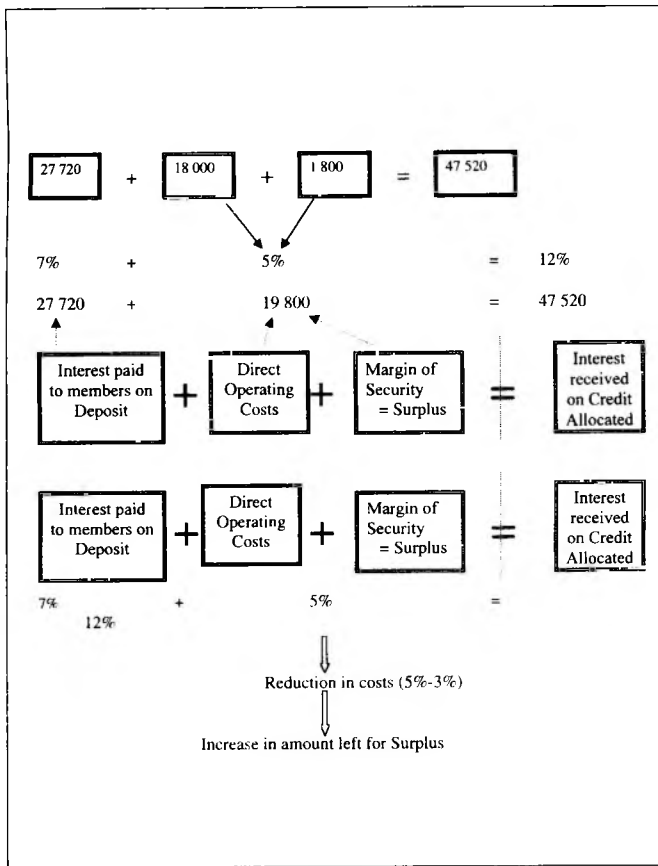 27 720 + 18 000 + 1 800 = 47 520
7% + 5% = 12%
27 720 + 19 800 = 47 520
Interest paid to members on Deposit + Direct Operating Costs + Margin of Security = Surplus = Interest received on Credit Allocated
Interest paid to members on Deposit + Direct Operating Costs + Margin of Security = Surplus = Interest received on Credit Allocated
7% + 5% =
12%
Reduction in costs (5%-3%)
Increase in amount left for Surplus